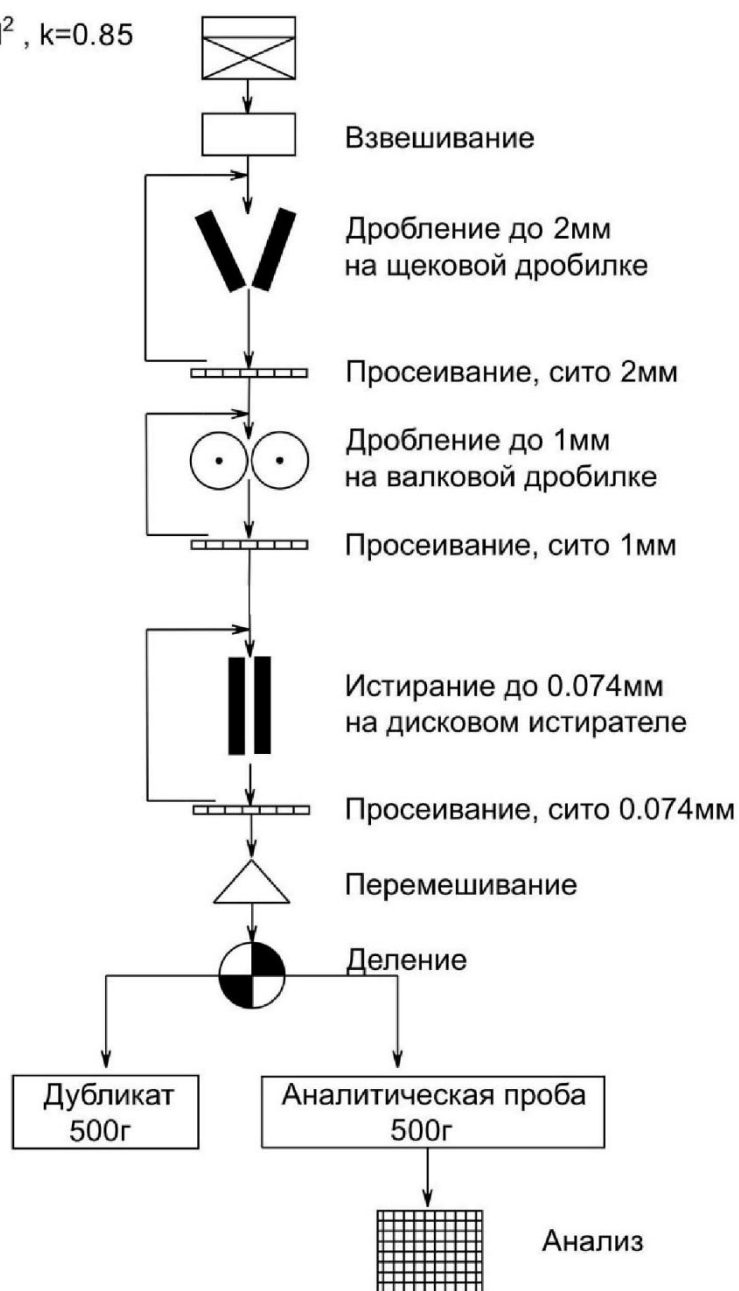 ², k=0.85
Взвешивание
Дробление до 2мм
на щековой дробилке
Просеивание, сито 2мм
Дробление до 1мм
на валковой дробилке
Просеивание, сито 1мм
Истирание до 0.074мм
на дисковом истирателе
Просеивание, сито 0.074мм
Перемешивание
Деление
Дубликат
500г
Аналитическая проба
500г
Анализ